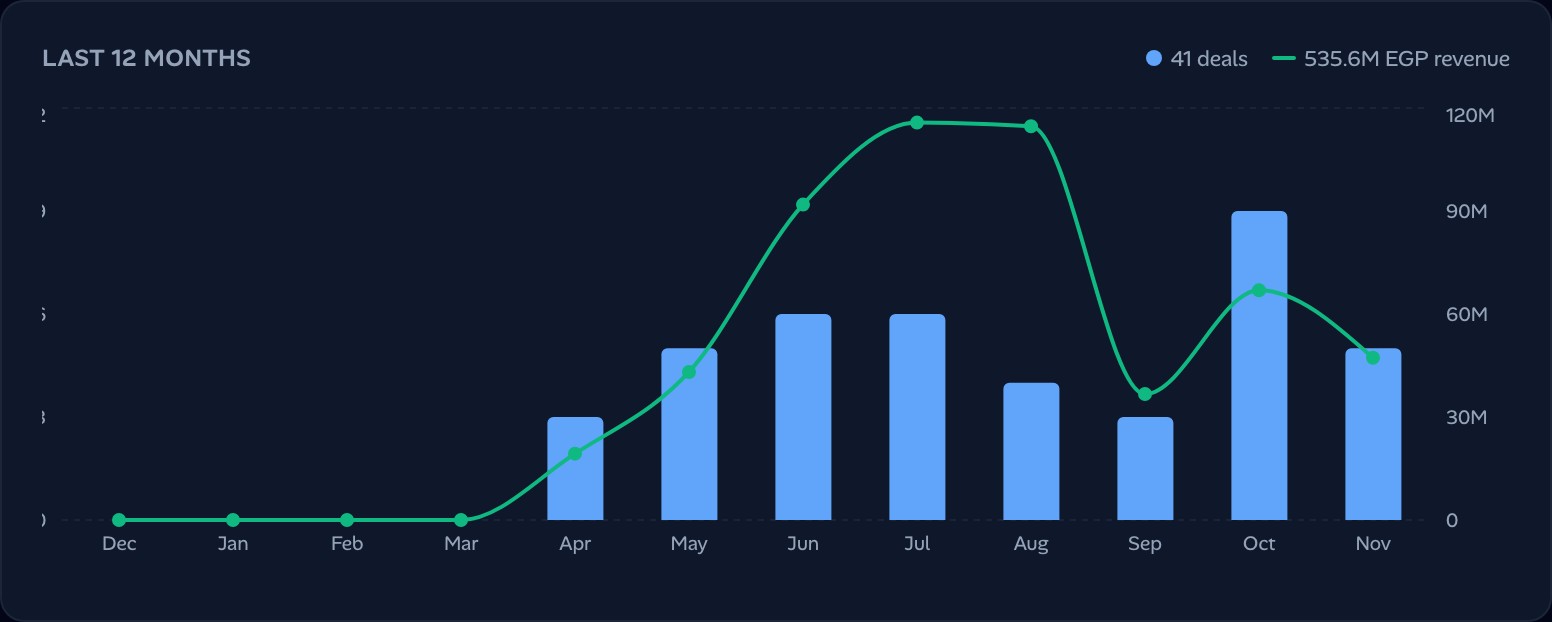 LAST 12 MONTHS
41 deals
535.6M EGP revenue
120M
90M
60M
30M
0
Dec Jan Feb Mar Apr May Jun Jul Aug Sep Oct Nov